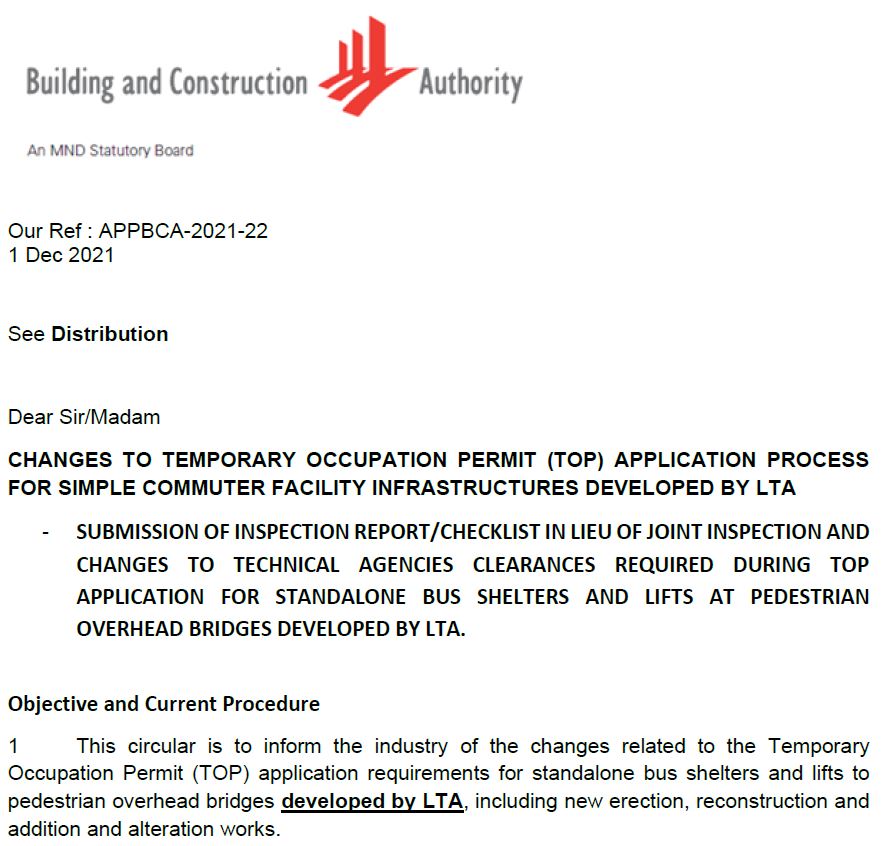 Building and Construction Authority
An MND Statutory Board
Our Ref : APPBCA-2021-22
1 Dec 2021
See Distribution
Dear Sir/Madam
CHANGES TO TEMPORARY OCCUPATION PERMIT (TOP) APPLICATION PROCESS
FOR SIMPLE COMMUTER FACILITY INFRASTRUCTURES DEVELOPED BY LTA
- SUBMISSION OF INSPECTION REPORT/CHECKLIST IN LIEU OF JOINT INSPECTION AND
CHANGES TO TECHNICAL AGENCIES CLEARANCES REQUIRED DURING TOP
APPLICATION FOR STANDALONE BUS SHELTERS AND LIFTS AT PEDESTRIAN
OVERHEAD BRIDGES DEVELOPED BY LTA.
Objective and Current Procedure
1 This circular is to inform the industry of the changes related to the Temporary
Occupation Permit (TOP) application requirements for standalone bus shelters and lifts to
pedestrian overhead bridges developed by LTA, including new erection, reconstruction and
addition and alteration works.